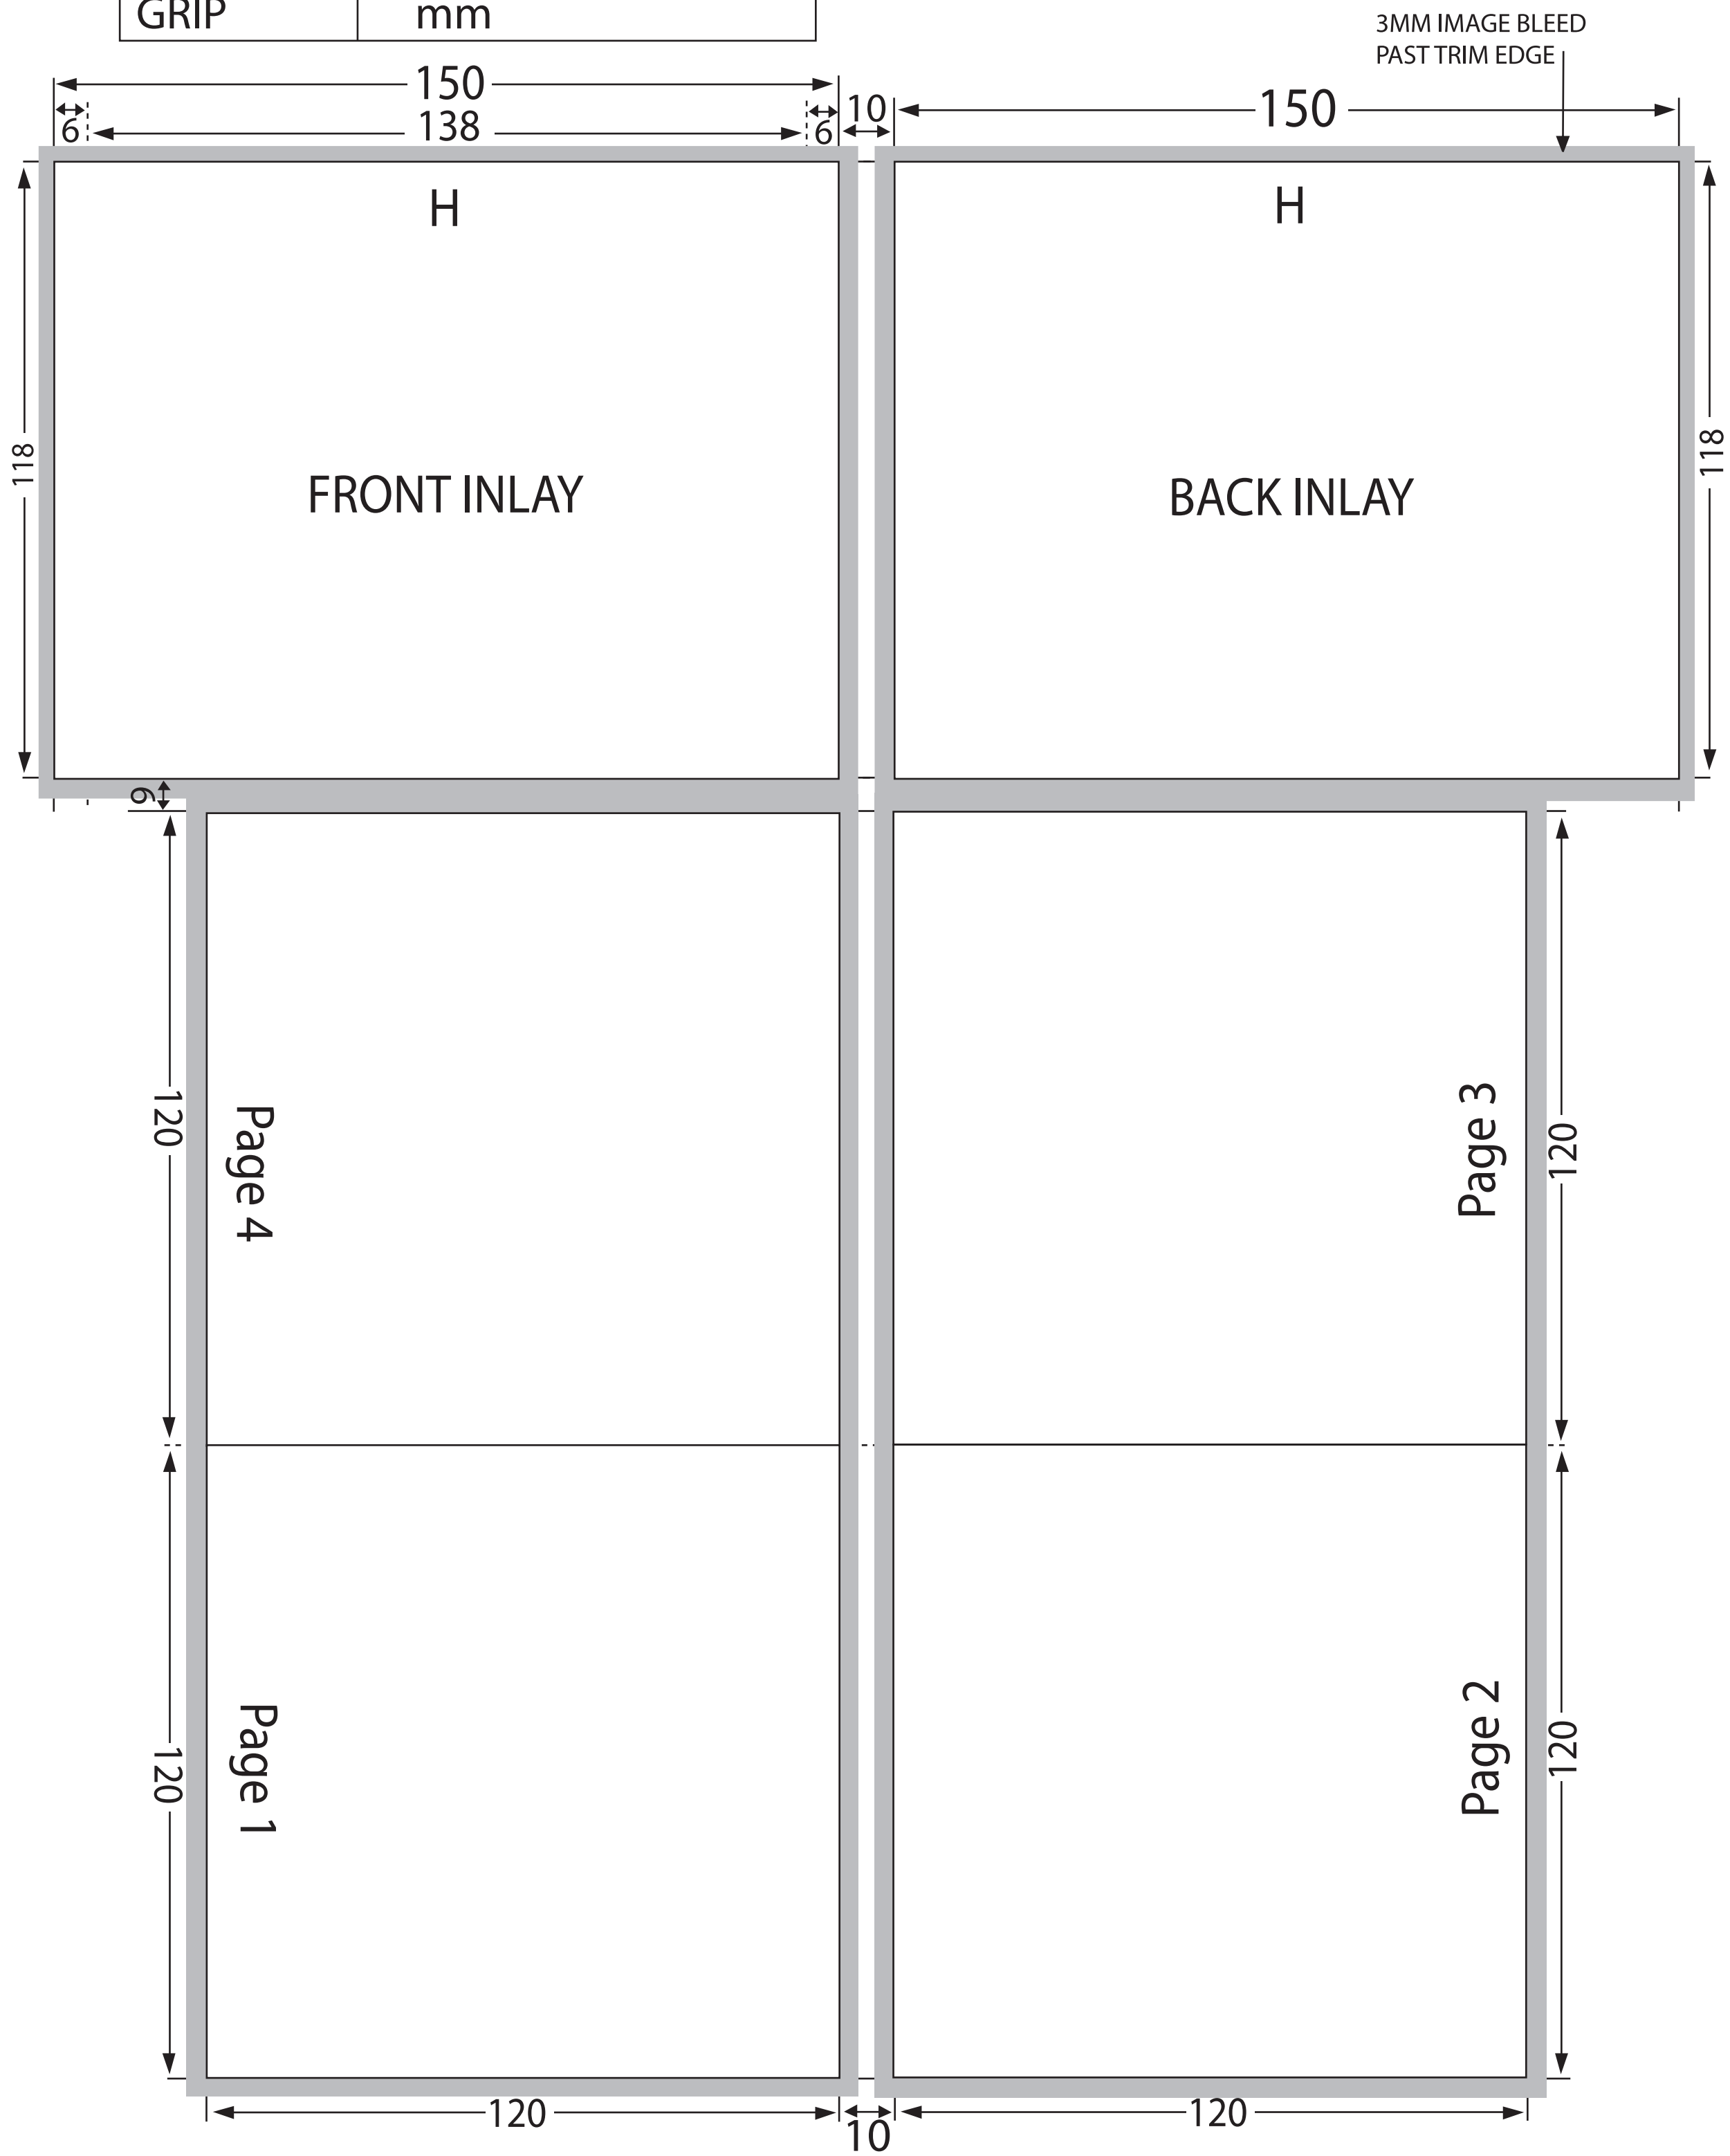 GRIP mm
3MM IMAGE BLEED
PAST TRIM EDGE
150
10
150
6
138
6
H
H
118
118
FRONT INLAY
BACK INLAY
6
120
Page 4
Page 3
120
120
Page 1
Page 2
120
120
10
120